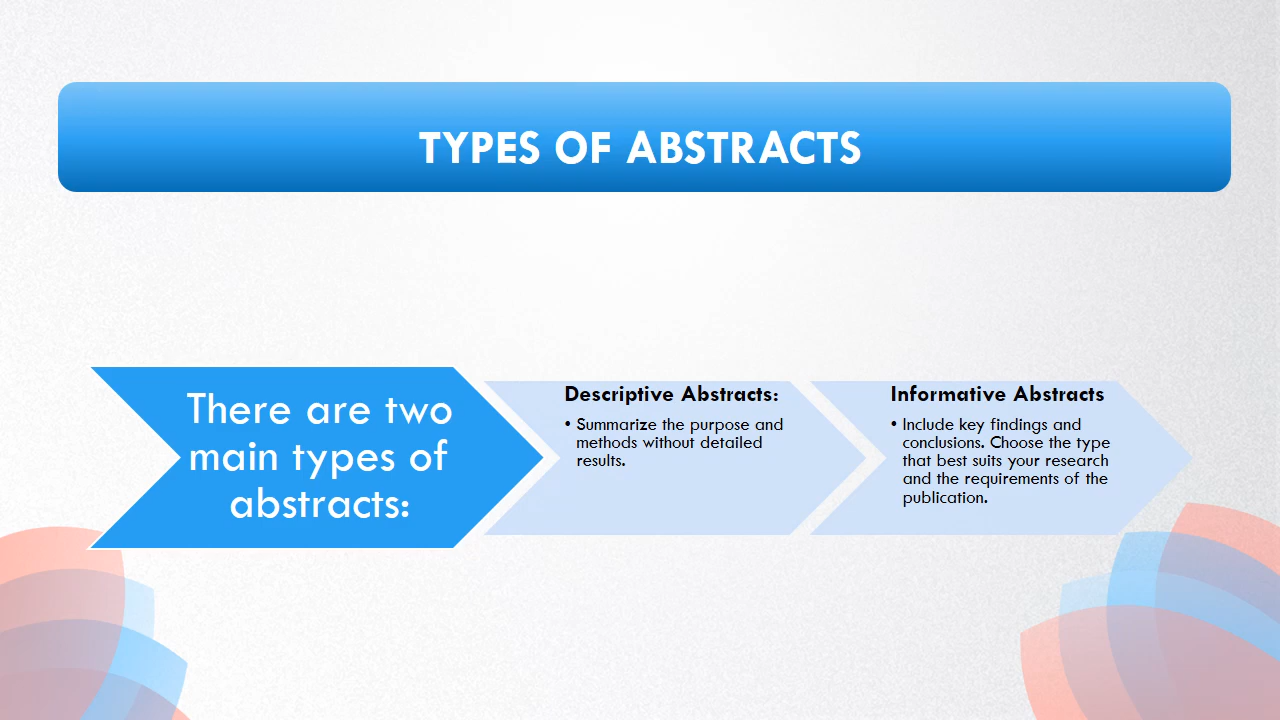 TYPES OF ABSTRACTS
There are two
main types of
abstracts:
Descriptive Abstracts:
• Summarize the purpose and
methods without detailed
results.
Informative Abstracts
• Include key findings and
conclusions. Choose the type
that best suits your research
and the requirements of the
publication.